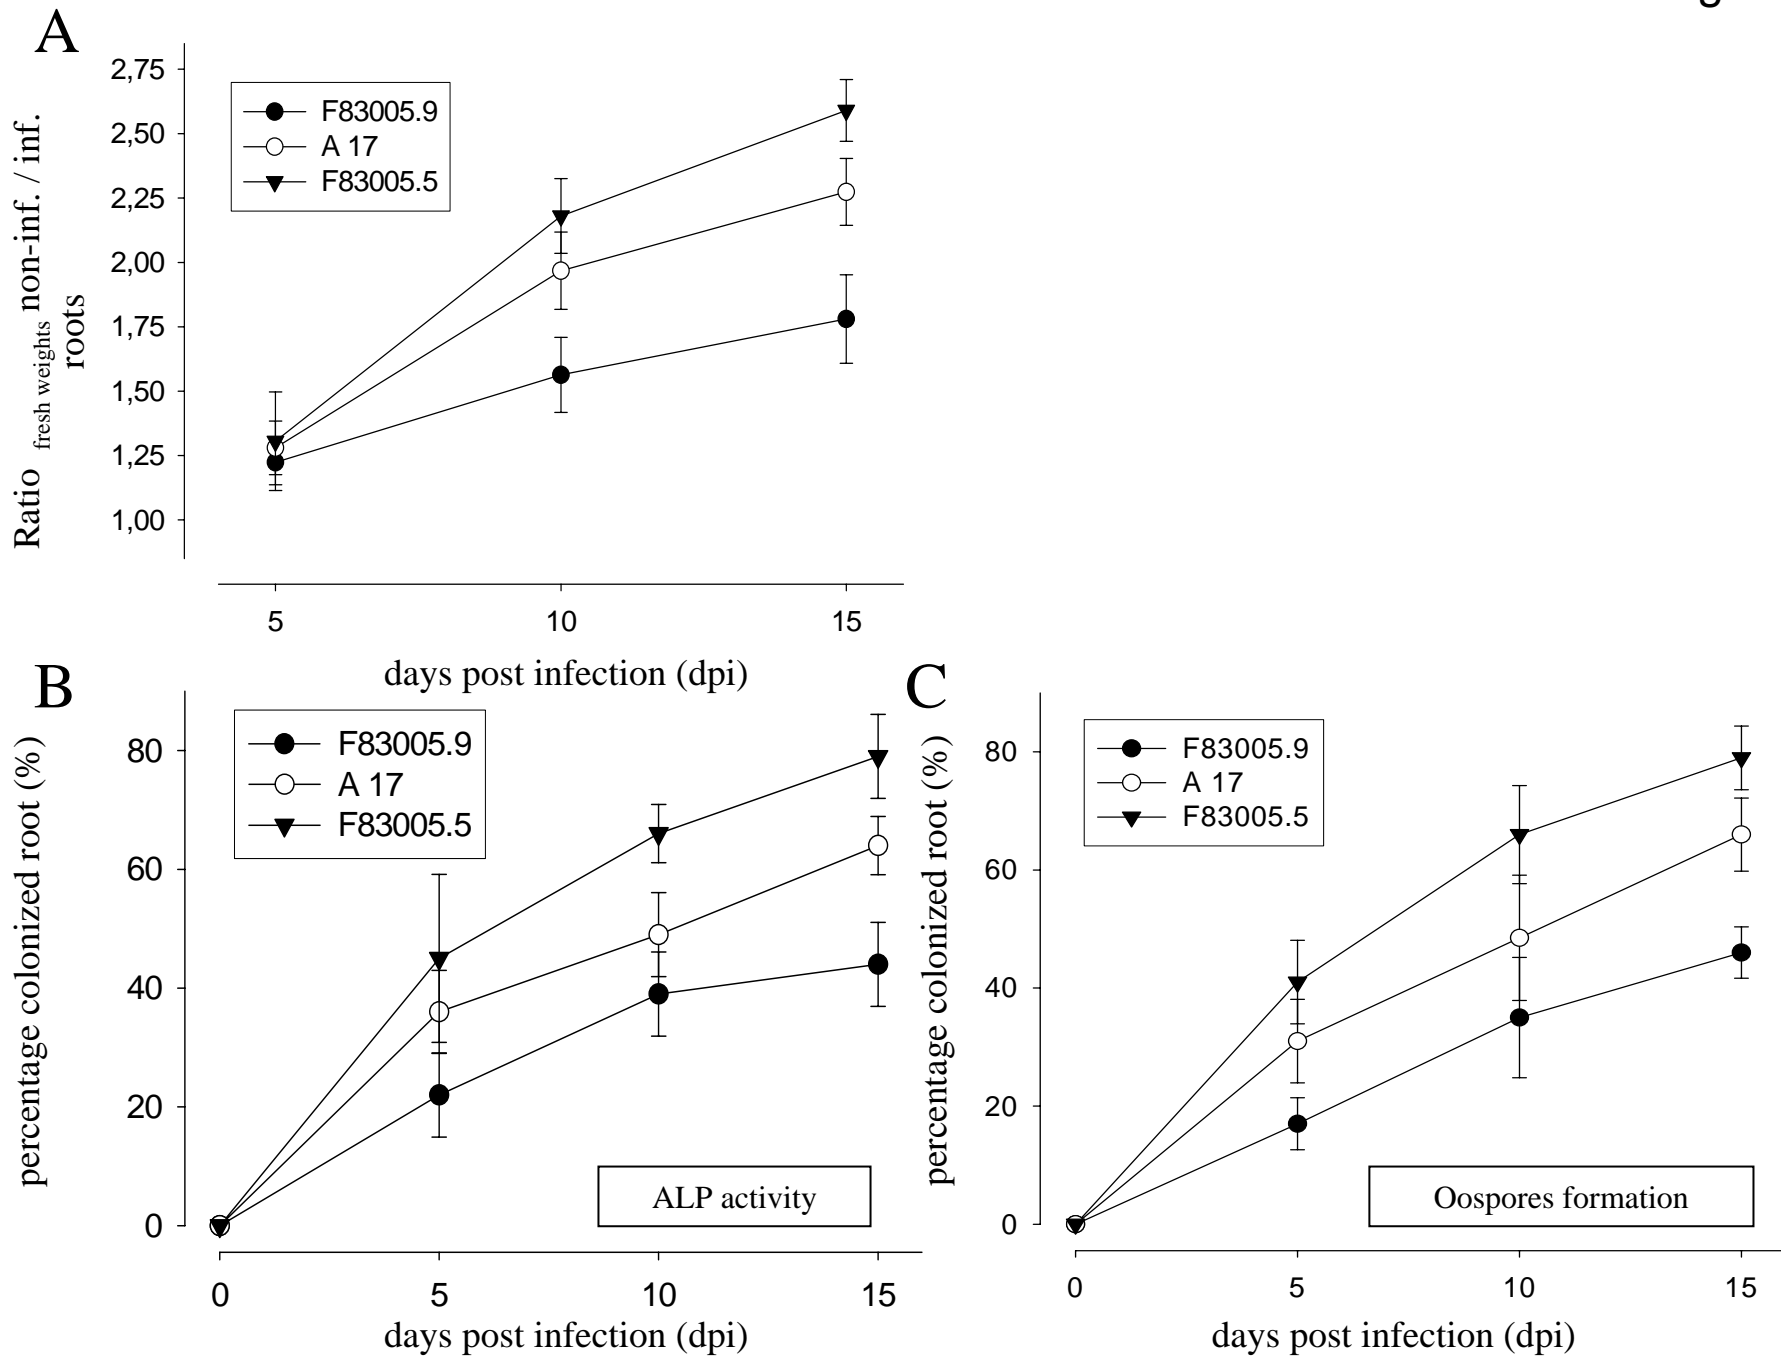 g
A
2,75
2,50
2,25
2,00
1,75
1,50
1,25
1,00
F83005.9
A 17
F83005.5
Ratio fresh weights non-inf. / inf.
roots
5 10 15
days post infection (dpi)
B
80
60
40
20
0
F83005.9
A 17
F83005.5
percentage colonized root (%)
ALP activity
0 5 10 15
days post infection (dpi)
C
80
60
40
20
0
F83005.9
A 17
F83005.5
percentage colonized root (%)
Oospores formation
0 5 10 15
days post infection (dpi)